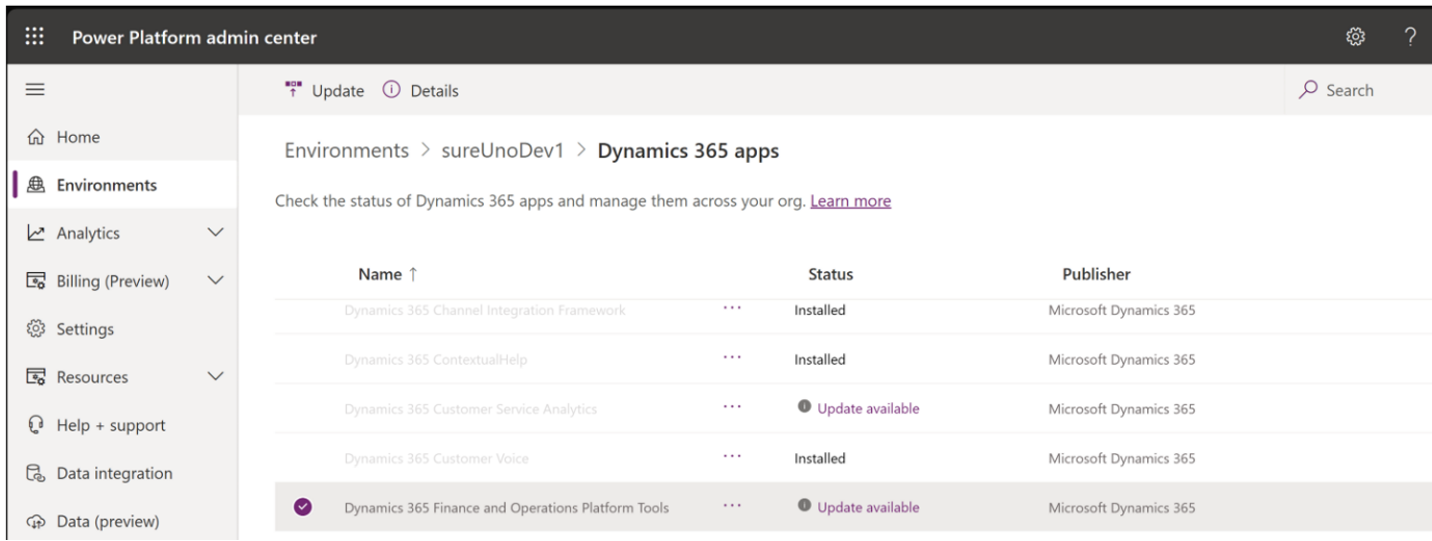 Power Platform admin center
?
Update
Details
Search
Home
Environments
Analytics
Billing (Preview)
Settings
Resources
Help + support
Data integration
Data (preview)
Environments > sureUnoDev1 > Dynamics 365 apps
Check the status of Dynamics 365 apps and manage them across your org. Learn more
Name ↑ Status Publisher
Dynamics 365 Channel Integration Framework ... Installed Microsoft Dynamics 365
Dynamics 365 ContextualHelp ... Installed Microsoft Dynamics 365
Dynamics 365 Customer Service Analytics ... Update available Microsoft Dynamics 365
Dynamics 365 Customer Voice ... Installed Microsoft Dynamics 365
Dynamics 365 Finance and Operations Platform Tools ... Update available Microsoft Dynamics 365